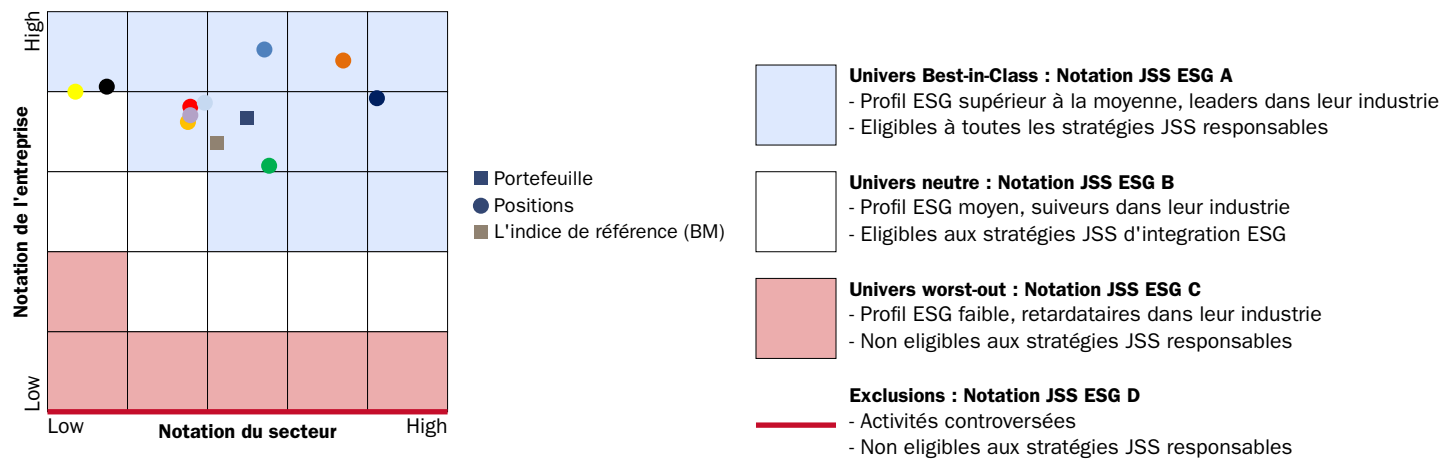 High
Notation de l'entreprise
Low
Low
Notation du secteur
High
Portefeuille
Positions
L'indice de référence (BM)
Univers Best-in-Class : Notation JSS ESG A
- Profil ESG supérieur à la moyenne, leaders dans leur industrie
- Eligibles à toutes les stratégies JSS responsables
Univers neutre : Notation JSS ESG B
- Profil ESG moyen, suiveurs dans leur industrie
- Eligibles aux stratégies JSS d'integration ESG
Univers worst-out : Notation JSS ESG C
- Profil ESG faible, retardataires dans leur industrie
- Non eligibles aux stratégies JSS responsables
Exclusions : Notation JSS ESG D
- Activités controversées
- Non eligibles aux stratégies JSS responsables